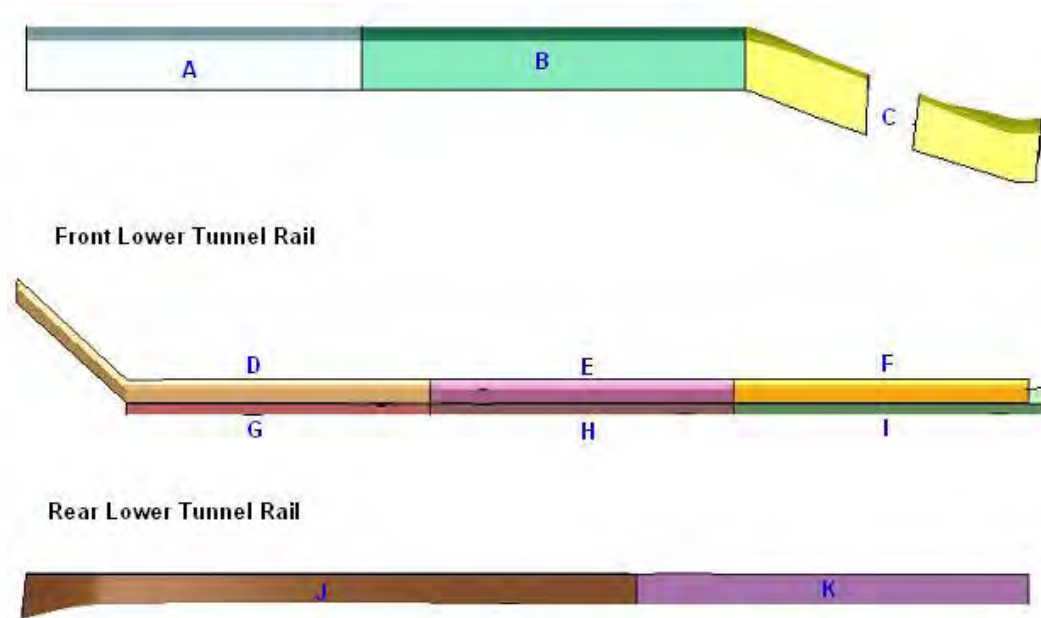 A
B
C
Front Lower Tunnel Rail
D
E
F
G
H
I
Rear Lower Tunnel Rail
J
K